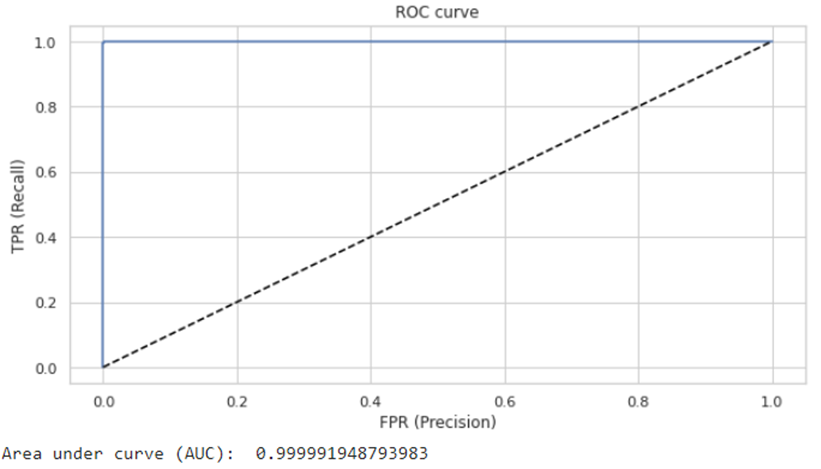 ROC curve
1.0
0.8
0.6
0.4
0.2
0.0
TPR (Recall)
0.0 0.2 0.4 0.6 0.8 1.0
FPR (Precision)
Area under curve (AUC):  0.999991948793983